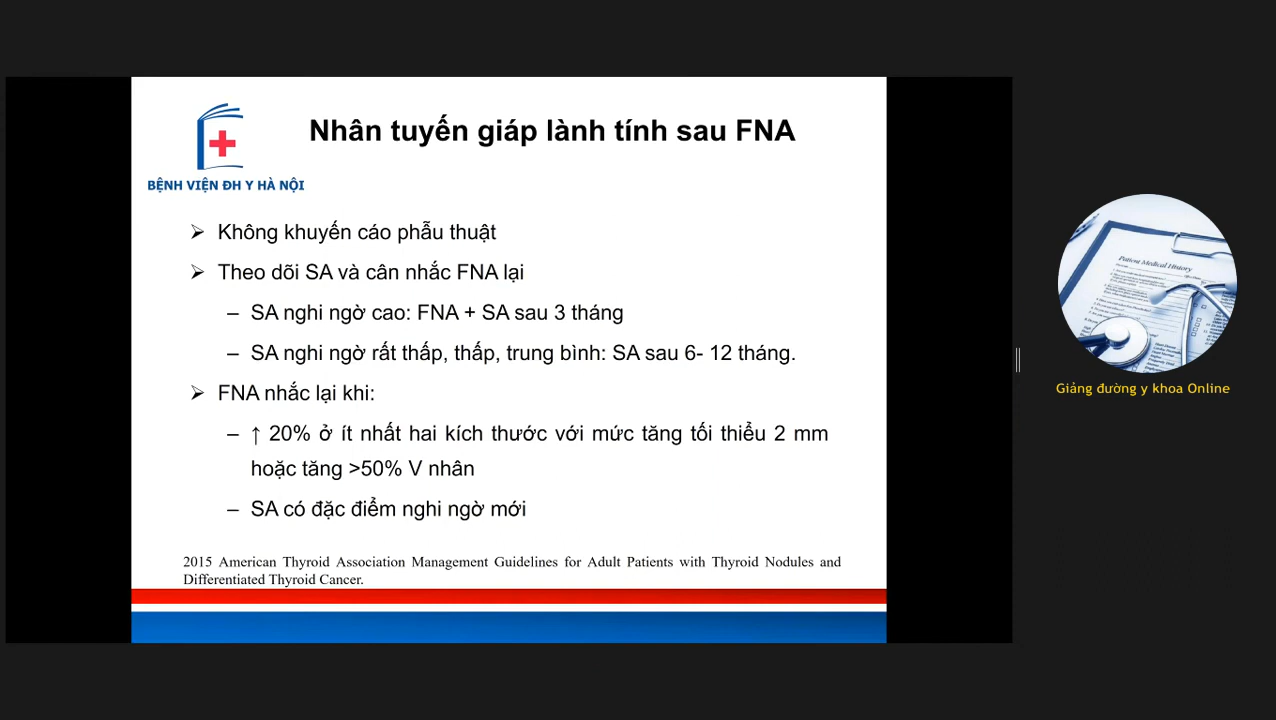 Nhân tuyến giáp lành tính sau FNA
BỆNH VIỆN ĐH Y HÀ NỘI
➢ Không khuyến cáo phẫu thuật
➢ Theo dõi SA và cân nhắc FNA lại
– SA nghi ngờ cao: FNA + SA sau 3 tháng
– SA nghi ngờ rất thấp, thấp, trung bình: SA sau 6- 12 tháng.
➢ FNA nhắc lại khi:
– ↑ 20% ở ít nhất hai kích thước với mức tăng tối thiểu 2 mm
hoặc tăng >50% V nhân
– SA có đặc điểm nghi ngờ mới
2015 American Thyroid Association Management Guidelines for Adult Patients with Thyroid Nodules and
Differentiated Thyroid Cancer.
Patient Medical History
Giảng đường y khoa Online